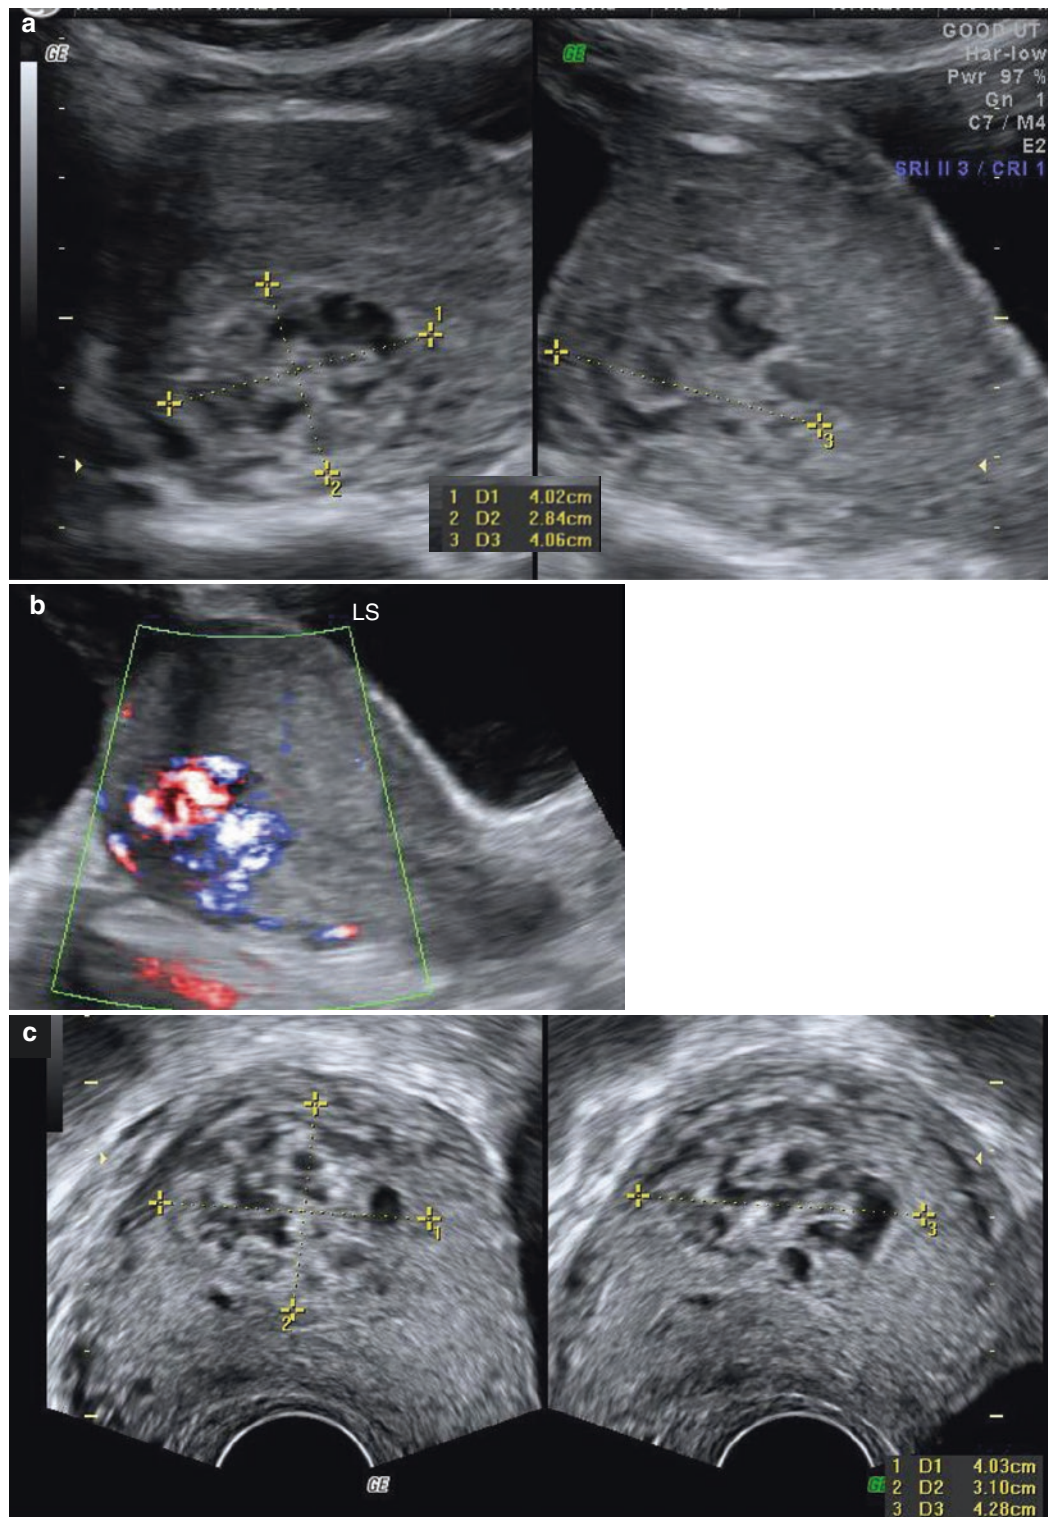 a
GE
GE
GOOD UT
Har-low
Pwr 97 %
Gn 1
C7 / M4
E2
SRI II 3 / CRI 1
1
2
3
1 D1 4.02cm
2 D2 2.84cm
3 D3 4.06cm
b
LS
c
1
2
3
GE
GE
1 D1 4.03cm
2 D2 3.10cm
3 D3 4.28cm